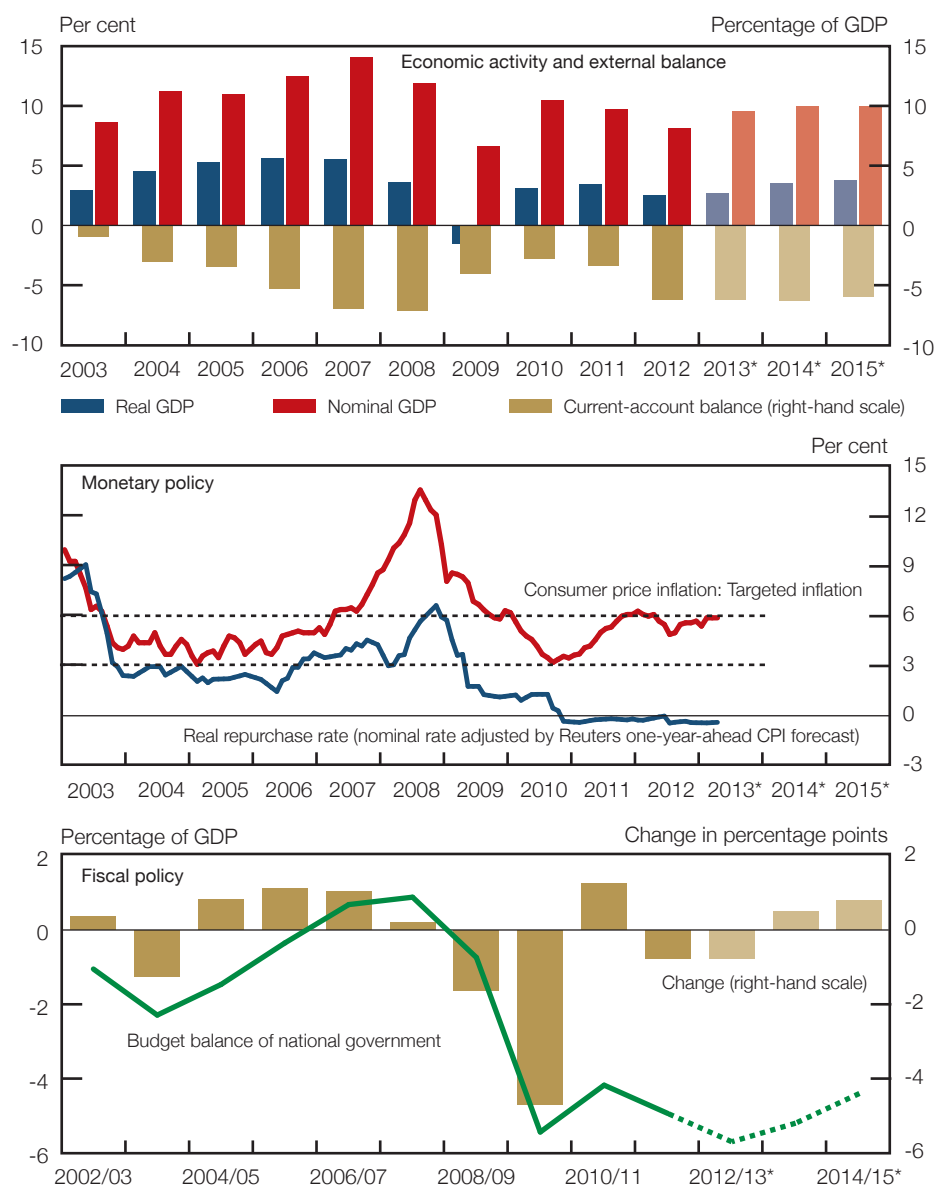 Per cent
Percentage of GDP
Economic activity and external balance
15
10
5
0
-5
-10
15
10
5
0
-5
-10
2003 2004 2005 2006 2007 2008 2009 2010 2011 2012 2013* 2014* 2015*
Real GDP Nominal GDP Current-account balance (right-hand scale)
Per cent
Monetary policy
15
12
9
6
3
0
-3
Consumer price inflation: Targeted inflation
Real repurchase rate (nominal rate adjusted by Reuters one-year-ahead CPI forecast)
2003 2004 2005 2006 2007 2008 2009 2010 2011 2012 2013* 2014* 2015*
Percentage of GDP
Change in percentage points
Fiscal policy
2
0
-2
-4
-6
2
0
-2
-4
-6
Change (right-hand scale)
Budget balance of national government
2002/03 2004/05 2006/07 2008/09 2010/11 2012/13* 2014/15*